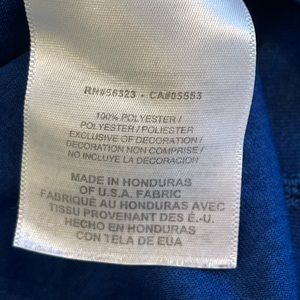 RN#56323 - CA#05553
100% POLYESTER /
POLYESTER / POLIESTER
EXCLUSIVE OF DECORATION /
DECORATION NON COMPRISE /
NO INCLUYE LA DECORACION
MADE IN HONDURAS
OF U.S.A. FABRIC
FABRIQUÉ AU HONDURAS AVEC
TISSU PROVENANT DES É.-U.
HECHO EN HONDURAS
CON TELA DE EUA